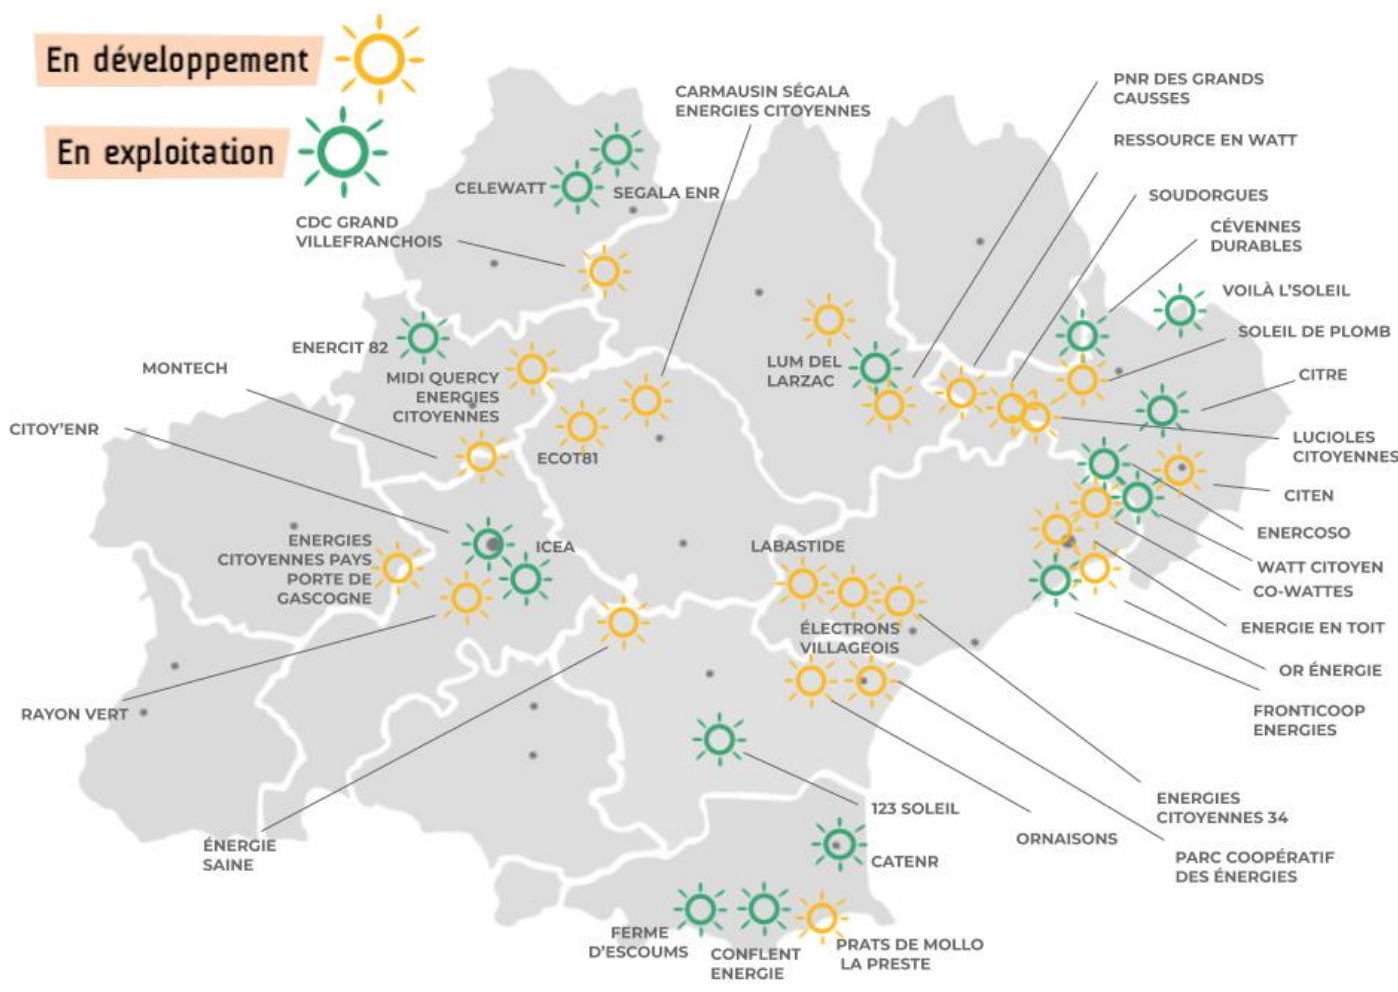 En développement
En exploitation
CARMAUSIN SÉGALA
ENERGIES CITOYENNES
PNR DES GRANDS
CAUSSES
RESSOURCE EN WATT
SOUDORGUES
CÉVENNES
DURABLES
CELEWATT
SEGALA ENR
CDC GRAND
VILLEFRANCHOIS
VOILÀ L'SOLEIL
SOLEIL DE PLOMB
ENERCIT 82
MONTECH
MIDI QUERCY
ENERGIES
CITOYENNES
LUM DEL
LARZAC
CITRE
CITOY'ENR
ECOT81
LUCIOLES
CITOYENNES
CITEN
ENERCOSO
ENERGIES
CITOYENNES PAYS
PORTE DE
GASCOGNE
ICEA
LABASTIDE
WATT CITOYEN
CO-WATTES
ÉLECTRONS
VILLAGEOIS
ENERGIE EN TOIT
OR ÉNERGIE
RAYON VERT
FRONTICOOP
ENERGIES
123 SOLEIL
ENERGIES
CITOYENNES 34
ÉNERGIE
SAINE
ORNAISONS
CATENR
PARC COOPÉRATIF
DES ÉNERGIES
FERME
D'ESCOUMS
CONFLENT
ENERGIE
PRATS DE MOLLO
LA PRESTE